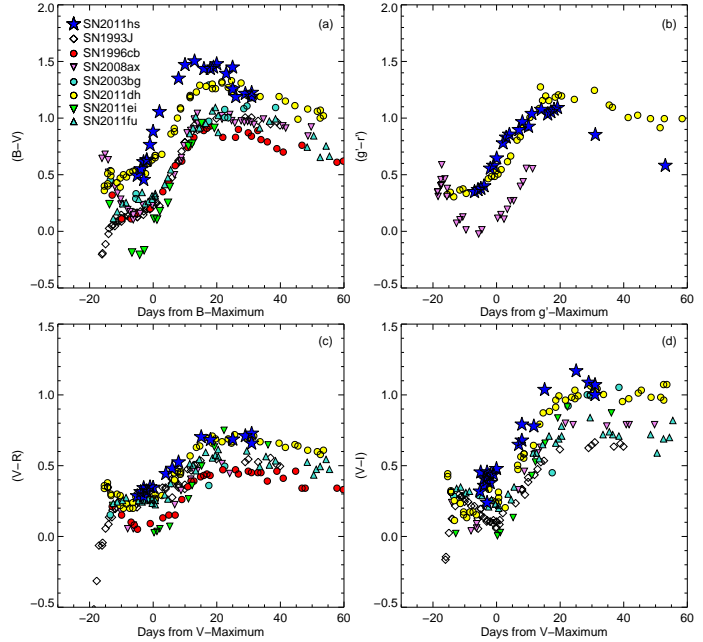 (a)
SN2011hs
SN1993J
SN1996cb
SN2008ax
SN2003bg
SN2011dh
SN2011ei
SN2011fu
2.0
1.5
1.0
0.5
0.0
−0.5
(B−V)
−20 0 20 40 60
Days from B−Maximum
(b)
2.0
1.5
1.0
0.5
0.0
−0.5
(g'−r')
−20 0 20 40 60
Days from g'−Maximum
(c)
1.5
1.0
0.5
0.0
−0.5
(V−R)
−20 0 20 40 60
Days from V−Maximum
(d)
1.5
1.0
0.5
0.0
−0.5
(V−I)
−20 0 20 40 60
Days from V−Maximum